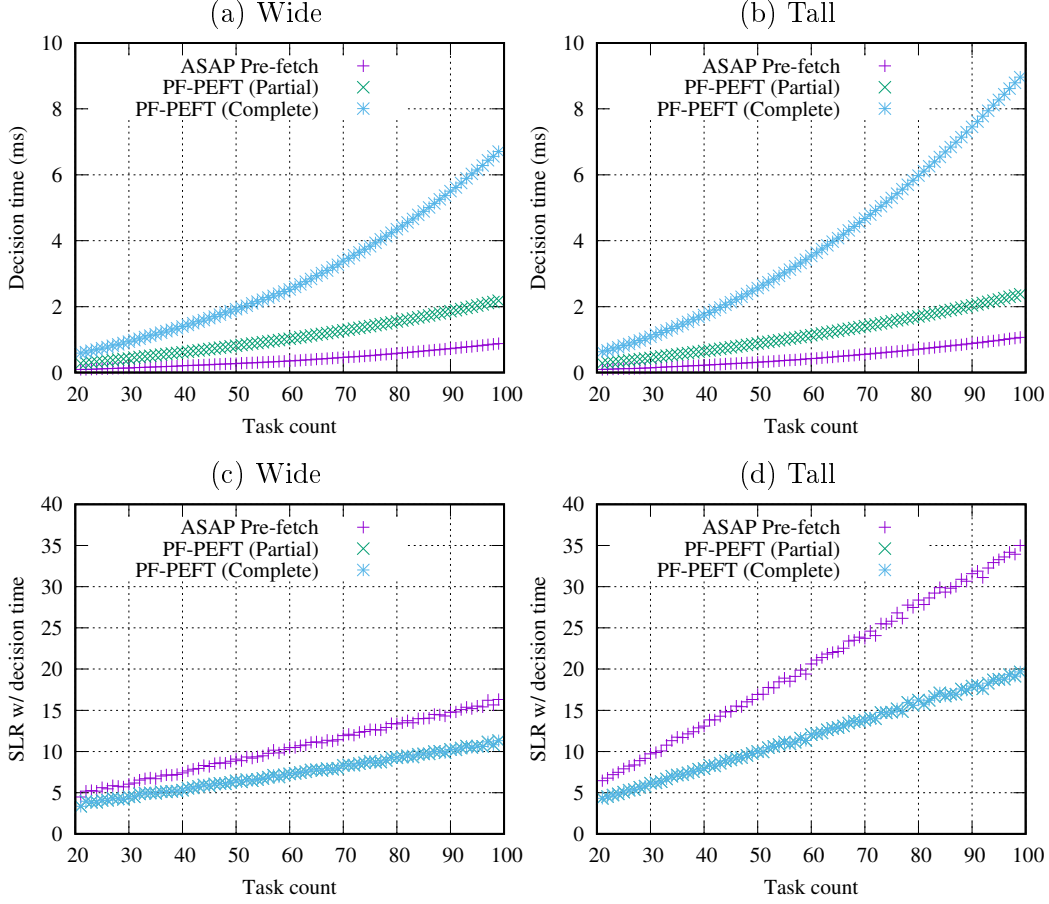 (a) Wide
10
8
6
4
2
0
Decision time (ms)
ASAP Pre-fetch
PF-PEFT (Partial)
PF-PEFT (Complete)
20 30 40 50 60 70 80 90 100
Task count
(b) Tall
10
8
6
4
2
0
Decision time (ms)
ASAP Pre-fetch
PF-PEFT (Partial)
PF-PEFT (Complete)
20 30 40 50 60 70 80 90 100
Task count
(c) Wide
40
35
30
25
20
15
10
5
0
SLR w/ decision time
ASAP Pre-fetch
PF-PEFT (Partial)
PF-PEFT (Complete)
20 30 40 50 60 70 80 90 100
Task count
(d) Tall
40
35
30
25
20
15
10
5
0
SLR w/ decision time
ASAP Pre-fetch
PF-PEFT (Partial)
PF-PEFT (Complete)
20 30 40 50 60 70 80 90 100
Task count